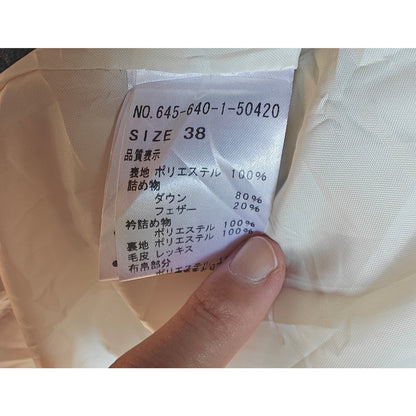 NO. 645-640-1-50420
SIZE 38
品質表示
表地 ポリエステル 100%
詰め物
ダウン 80%
フェザー 20%
衿詰め物
ポリエステル 100%
裏地 ポリエステル 100%
毛皮 レッキス
布帛部分